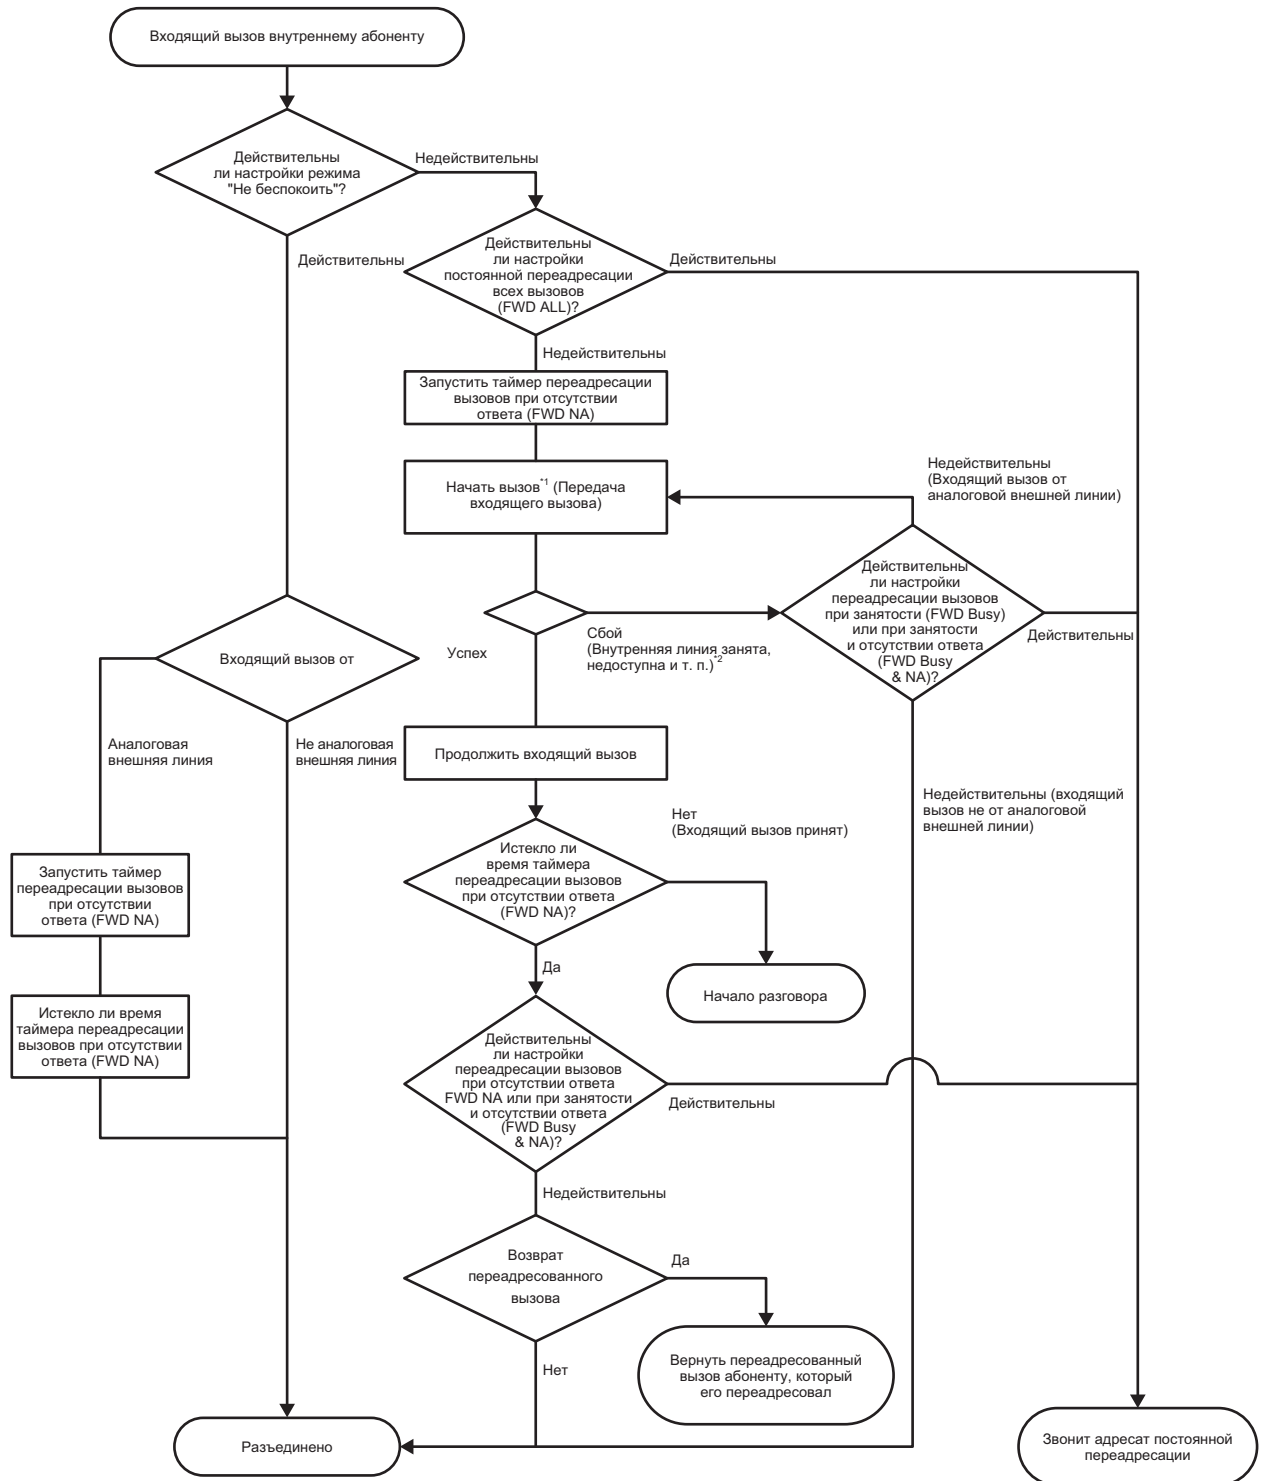 Входящий вызов внутреннему абоненту
Действительны
ли настройки режима
"Не беспокоить"?
Недействительны
Действительны
Действительны
ли настройки
постоянной переадресации
всех вызовов
(FWD ALL)?
Действительны
Недействительны
Запустить таймер переадресации
вызовов при отсутствии
ответа (FWD NA)
Начать вызов*1 (Передача
входящего вызова)
Недействительны
(Входящий вызов от
аналоговой внешней линии)
Действительны
ли настройки
переадресации вызовов
при занятости (FWD Busy)
или при занятости
и отсутствии ответа
(FWD Busy
& NA)?
Действительны
Успех
Сбой
(Внутренняя линия занята,
недоступна и т. п.)*2
Входящий вызов от
Аналоговая
внешняя линия
Не аналоговая
внешняя линия
Продолжить входящий вызов
Недействительны (входящий
вызов не от аналоговой
внешней линии)
Нет
(Входящий вызов принят)
Истекло ли
время таймера
переадресации вызовов
при отсутствии ответа
(FWD NA)?
Запустить таймер
переадресации вызовов
при отсутствии
ответа (FWD NA)
Да
Начало разговора
Истекло ли время
таймера переадресации
вызовов при отсутствии
ответа (FWD NA)
Действительны
ли настройки
переадресации вызовов
при отсутствии ответа
FWD NA или при занятости
и отсутствии ответа
(FWD Busy
& NA)?
Действительны
Недействительны
Возврат
переадресованного
вызова
Да
Нет
Вернуть переадресованный
вызов абоненту, который
его переадресовал
Разъединено
Звонит адресат постоянной
переадресации